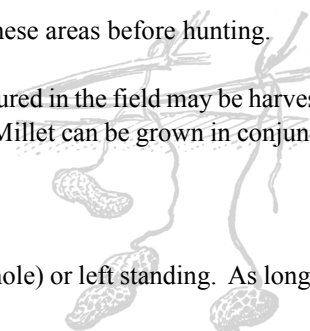 hese areas before hunting.
ured in the field may be harves
Millet can be grown in conjun
ole) or left standing.  As long